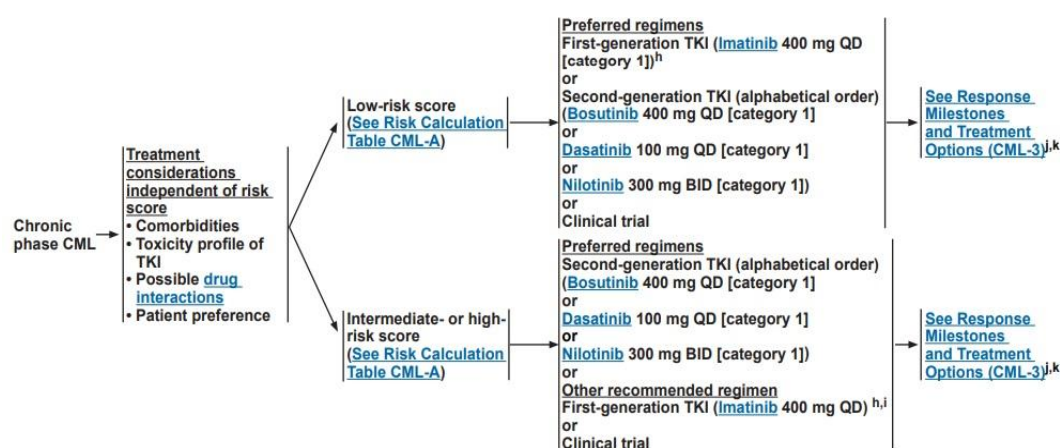 Chronic
phase CML
Treatment
considerations
independent of risk
score
• Comorbidities
• Toxicity profile of
TKI
• Possible drug
interactions
• Patient preference
Low-risk score
(See Risk Calculation
Table CML-A)
Preferred regimens
First-generation TKI (Imatinib 400 mg QD
[category 1])h
or
Second-generation TKI (alphabetical order)
(Bosutinib 400 mg QD [category 1]
or
Dasatinib 100 mg QD [category 1]
or
Nilotinib 300 mg BID [category 1])
or
Clinical trial
See Response
Milestones
and Treatment
Options (CML-3)j,k
Intermediate- or high-
risk score
(See Risk Calculation
Table CML-A)
Preferred regimens
Second-generation TKI (alphabetical order)
(Bosutinib 400 mg QD [category 1]
or
Dasatinib 100 mg QD [category 1]
or
Nilotinib 300 mg BID [category 1])
or
Other recommended regimen
First-generation TKI (Imatinib 400 mg QD) h,i
or
Clinical trial
See Response
Milestones
and Treatment
Options (CML-3)j,k